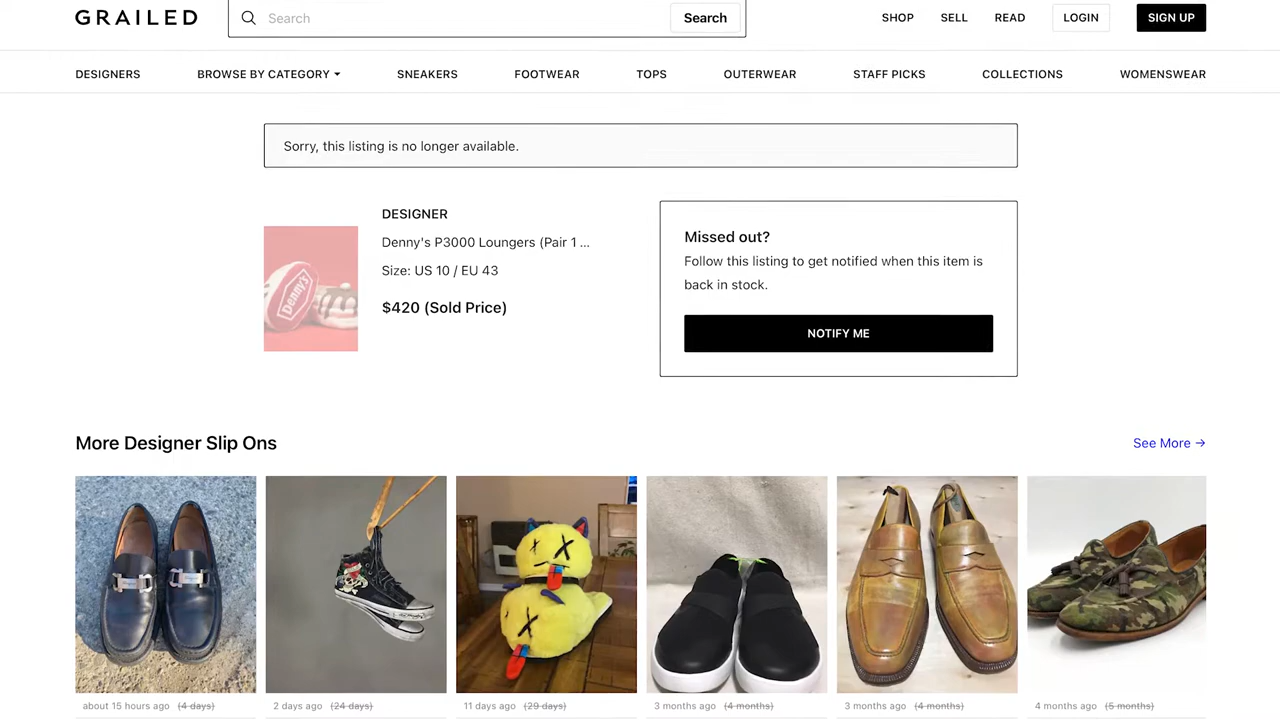 GRAILED
Search
Search
SHOP
SELL
READ
LOGIN
SIGN UP
DESIGNERS
BROWSE BY CATEGORY
SNEAKERS
FOOTWEAR
TOPS
OUTERWEAR
STAFF PICKS
COLLECTIONS
WOMENSWEAR
Sorry, this listing is no longer available.
Denny's
DESIGNER
Denny's P3000 Loungers (Pair 1 ...
Size: US 10 / EU 43
$420 (Sold Price)
Missed out?
Follow this listing to get notified when this item is
back in stock.
NOTIFY ME
More Designer Slip Ons
See More →
about 15 hours ago (4 days)
2 days ago (24 days)
11 days ago (29 days)
3 months ago (4 months)
3 months ago (4 months)
4 months ago (5 months)